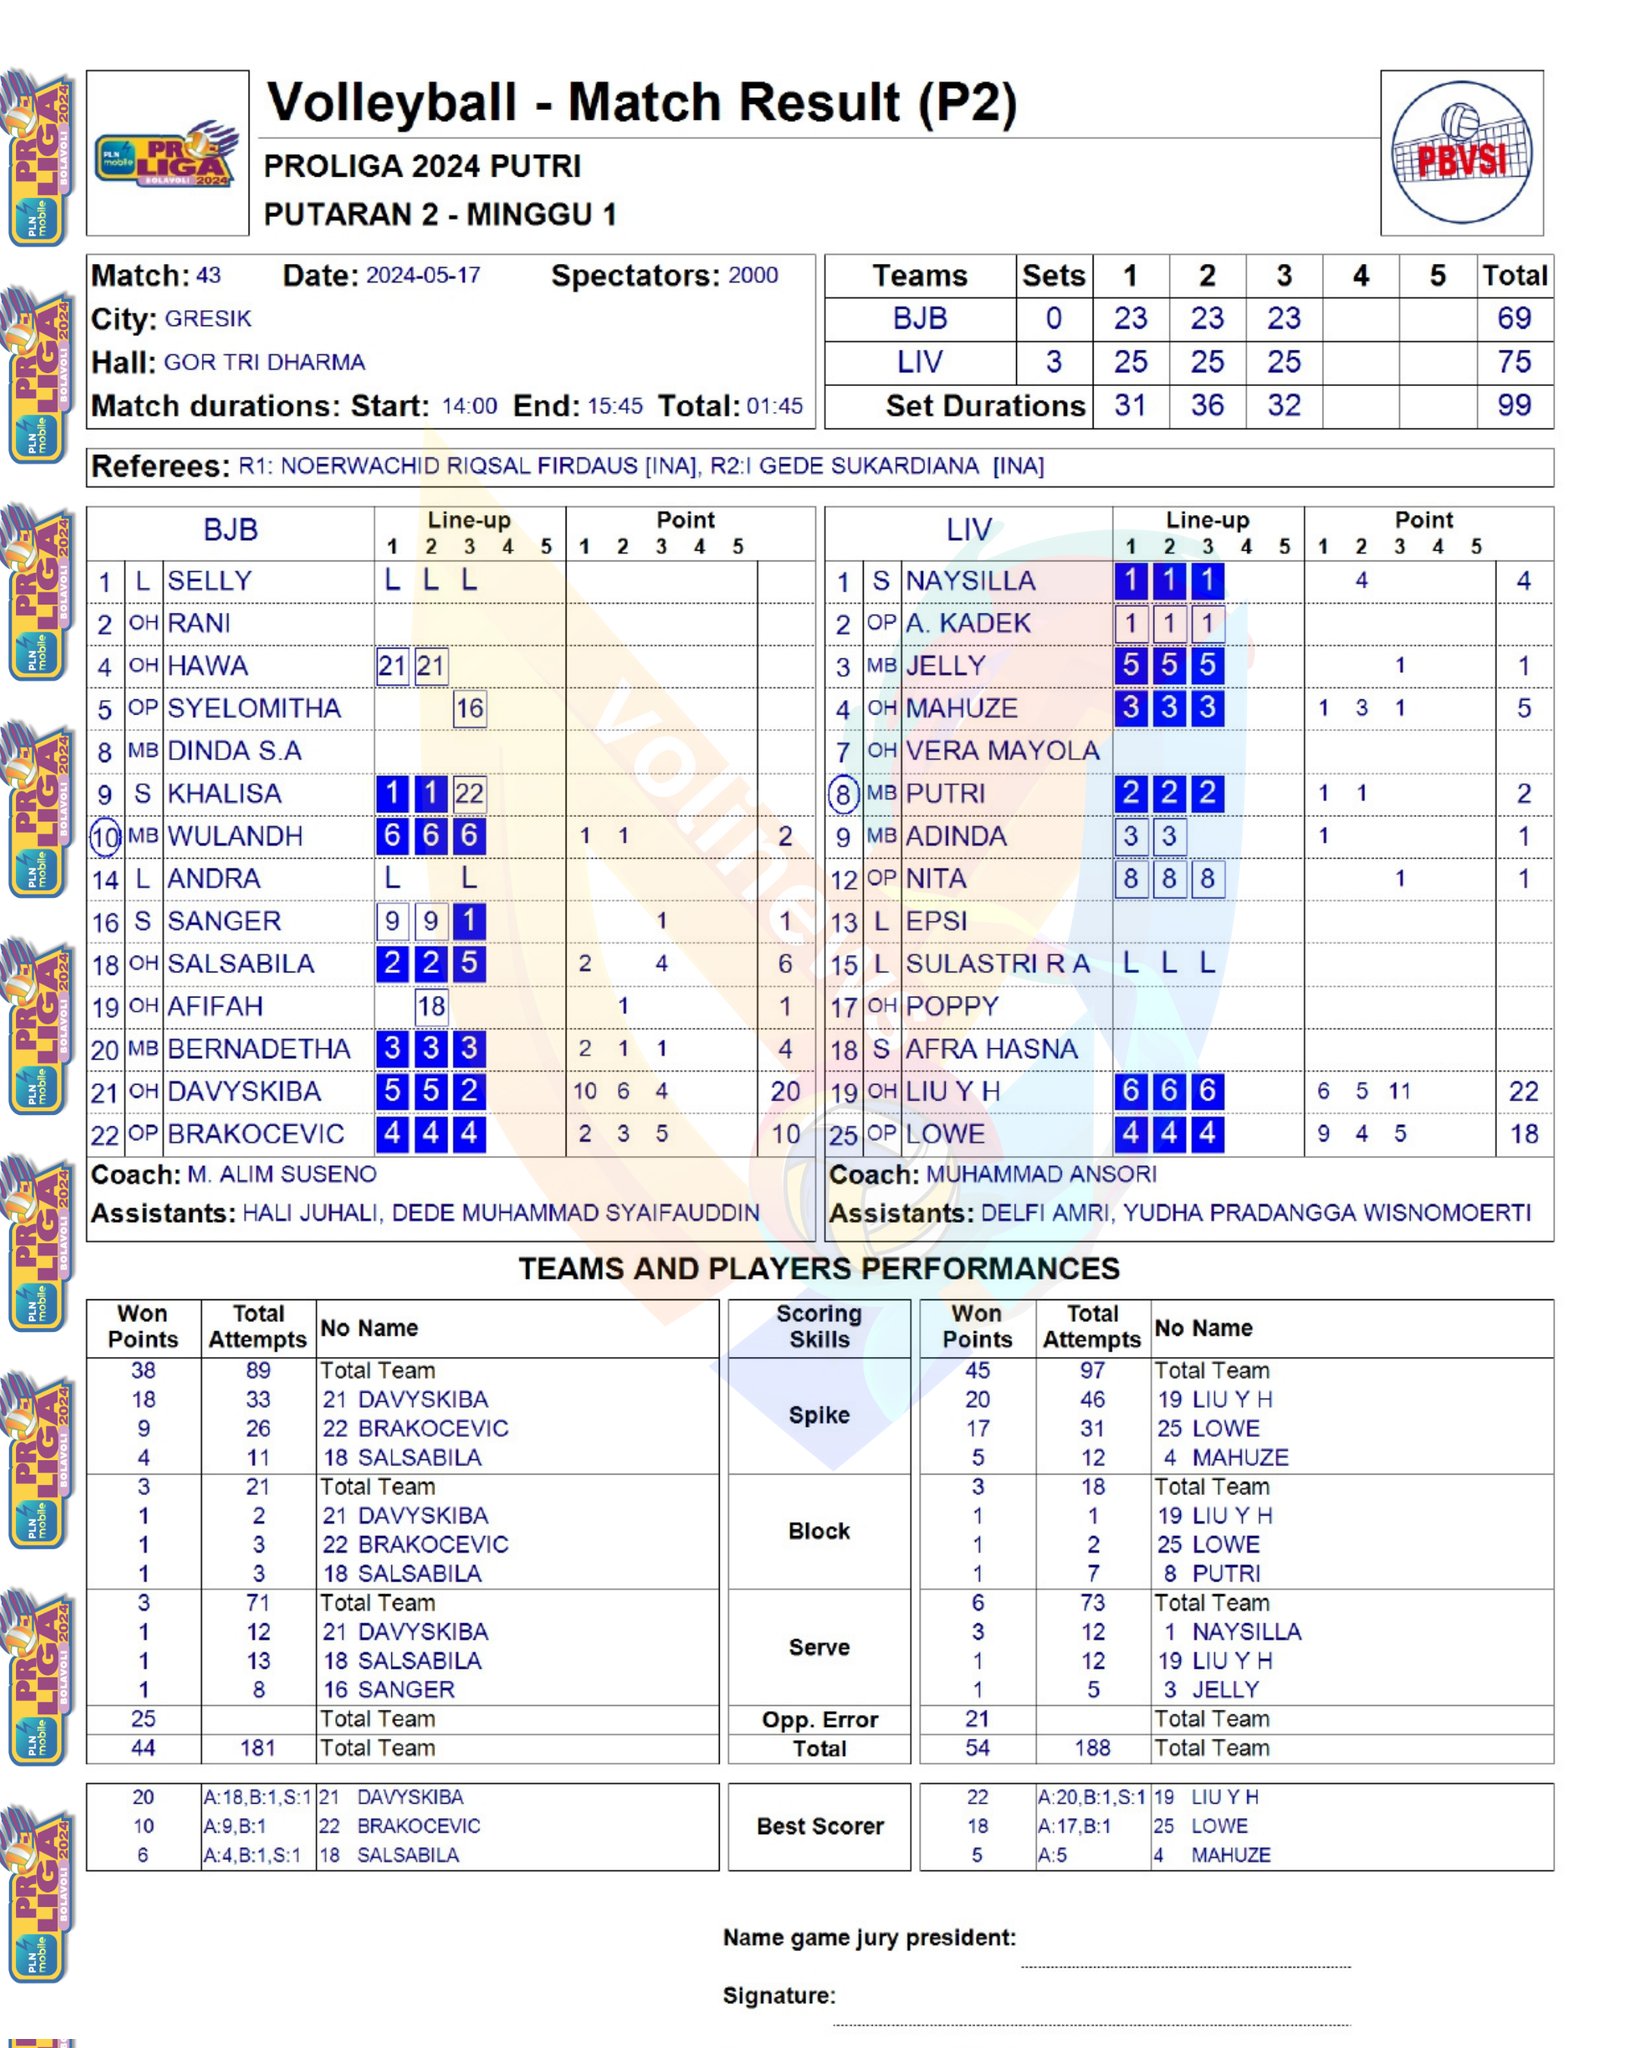 Volleyball - Match Result (P2)
PROLIGA 2024 PUTRI
PUTARAN 2 - MINGGU 1
PLN mobile PROLIGA BOLAVOLI 2024
PBVSI
Match: 43 Date: 2024-05-17 Spectators: 2000
City: GRESIK
Hall: GOR TRI DHARMA
Match durations: Start: 14:00 End: 15:45 Total: 01:45
Teams Sets 1 2 3 4 5 Total
BJB 0 23 23 23 69
LIV 3 25 25 25 75
Set Durations 31 36 32 99
Referees: R1: NOERWACHID RIQSAL FIRDAUS [INA], R2:I GEDE SUKARDIANA [INA]
BJB Line-up Point
1 2 3 4 5 1 2 3 4 5
1 L SELLY L L L
2 OH RANI
4 OH HAWA 21 21
5 OP SYELOMITHA 16
8 MB DINDA S.A
9 S KHALISA 1 1 22
10 MB WULANDH 6 6 6 1 1 2
14 L ANDRA L L
16 S SANGER 9 9 1 1 1
18 OH SALSABILA 2 2 5 2 4 6
19 OH AFIFAH 18 1 1
20 MB BERNADETHA 3 3 3 2 1 1 4
21 OH DAVYSKIBA 5 5 2 10 6 4 20
22 OP BRAKOCEVIC 4 4 4 2 3 5 10
Coach: M. ALIM SUSENO
Assistants: HALI JUHALI, DEDE MUHAMMAD SYAIFAUDDIN
LIV Line-up Point
1 2 3 4 5 1 2 3 4 5
1 S NAYSILLA 1 1 1 4 4
2 OP A. KADEK 1 1 1
3 MB JELLY 5 5 5 1 1
4 OH MAHUZE 3 3 3 1 3 1 5
7 OH VERA MAYOLA
8 MB PUTRI 2 2 2 1 1 2
9 MB ADINDA 3 3 1 1
12 OP NITA 8 8 8 1 1
13 L EPSI
15 L SULASTRI R A L L L
17 OH POPPY
18 S AFRA HASNA
19 OH LIU Y H 6 6 6 6 5 11 22
25 OP LOWE 4 4 4 9 4 5 18
Coach: MUHAMMAD ANSORI
Assistants: DELFI AMRI, YUDHA PRADANGGA WISNOMOERTI
TEAMS AND PLAYERS PERFORMANCES
Won Points Total Attempts No Name Scoring Skills Won Points Total Attempts No Name
38 89 Total Team Spike 45 97 Total Team
18 33 21 DAVYSKIBA 20 46 19 LIU Y H
9 26 22 BRAKOCEVIC 17 31 25 LOWE
4 11 18 SALSABILA 5 12 4 MAHUZE
3 21 Total Team Block 3 18 Total Team
1 2 21 DAVYSKIBA 1 1 19 LIU Y H
1 3 22 BRAKOCEVIC 1 2 25 LOWE
1 3 18 SALSABILA 1 7 8 PUTRI
3 71 Total Team Serve 6 73 Total Team
1 12 21 DAVYSKIBA 3 12 1 NAYSILLA
1 13 18 SALSABILA 1 12 19 LIU Y H
1 8 16 SANGER 1 5 3 JELLY
25 Total Team Opp. Error 21 Total Team
44 181 Total Team Total 54 188 Total Team
20 A:18,B:1,S:1 21 DAVYSKIBA Best Scorer 22 A:20,B:1,S:1 19 LIU Y H
10 A:9,B:1 22 BRAKOCEVIC 18 A:17,B:1 25 LOWE
6 A:4,B:1,S:1 18 SALSABILA 5 A:5 4 MAHUZE
Name game jury president:
Signature:
volinews